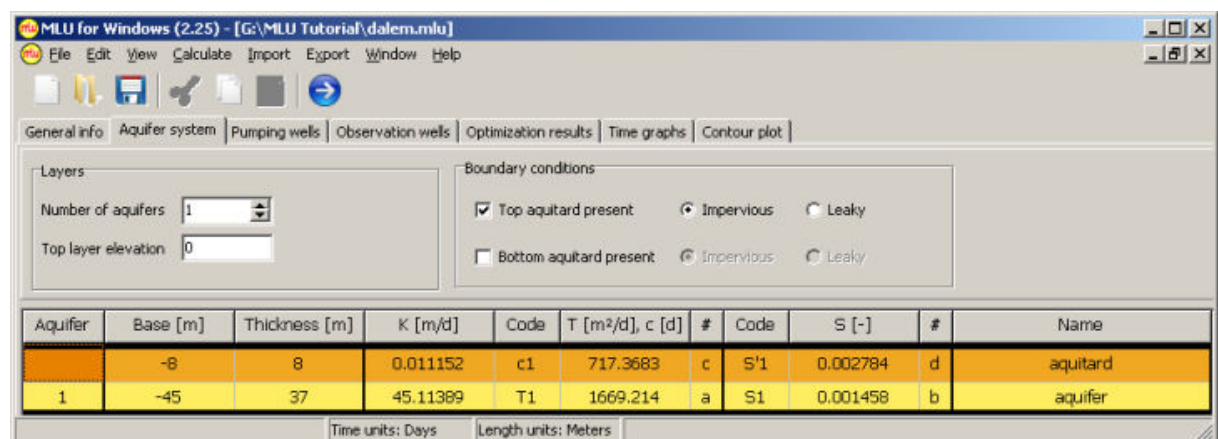 MLU for Windows (2.25) - [G:\MLU Tutorial\dalem.mlu]
File Edit View Calculate Import Export Window Help
General info Aquifer system Pumping wells Observation wells Optimization results Time graphs Contour plot
Layers Boundary conditions
Number of aquifers 1 Top aquitard present Impervious Leaky
Top layer elevation 0 Bottom aquitard present Impervious Leaky
Aquifer Base [m] Thickness [m] K [m/d] Code T [m²/d], c [d] # Code S [-] # Name
-8 8 0.011152 c1 717.3683 c S'1 0.002784 d aquitard
1 -45 37 45.11389 T1 1669.214 a S1 0.001458 b aquifer
Time units: Days Length units: Meters